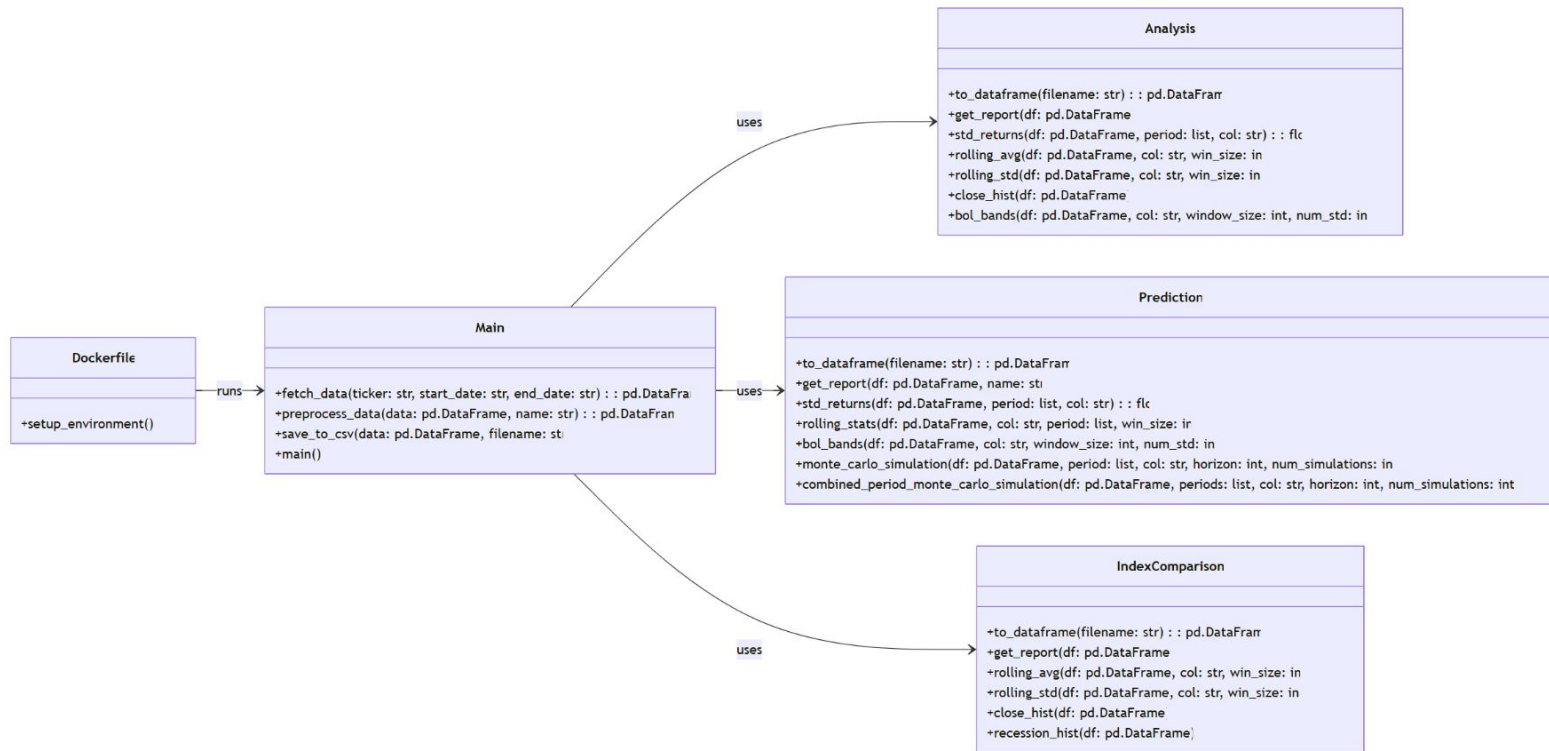 Dockerfile
+setup_environment()
runs
Main
+fetch_data(ticker: str, start_date: str, end_date: str) : : pd.DataFra
+preprocess_data(data: pd.DataFrame, name: str) : : pd.DataFran
+save_to_csv(data: pd.DataFrame, filename: st
+main()
uses
Analysis
+to_dataframe(filename: str) : : pd.DataFram
+get_report(df: pd.DataFrame
+std_returns(df: pd.DataFrame, period: list, col: str) : : flo
+rolling_avg(df: pd.DataFrame, col: str, win_size: in
+rolling_std(df: pd.DataFrame, col: str, win_size: in
+close_hist(df: pd.DataFrame
+bol_bands(df: pd.DataFrame, col: str, window_size: int, num_std: in
uses
Prediction
+to_dataframe(filename: str) : : pd.DataFram
+get_report(df: pd.DataFrame, name: str
+std_returns(df: pd.DataFrame, period: list, col: str) : : flo
+rolling_stats(df: pd.DataFrame, col: str, period: list, win_size: in
+bol_bands(df: pd.DataFrame, col: str, window_size: int, num_std: in
+monte_carlo_simulation(df: pd.DataFrame, period: list, col: str, horizon: int, num_simulations: in
+combined_period_monte_carlo_simulation(df: pd.DataFrame, periods: list, col: str, horizon: int, num_simulations: int
uses
IndexComparison
+to_dataframe(filename: str) : : pd.DataFram
+get_report(df: pd.DataFrame
+rolling_avg(df: pd.DataFrame, col: str, win_size: in
+rolling_std(df: pd.DataFrame, col: str, win_size: in
+close_hist(df: pd.DataFrame
+recession_hist(df: pd.DataFrame)